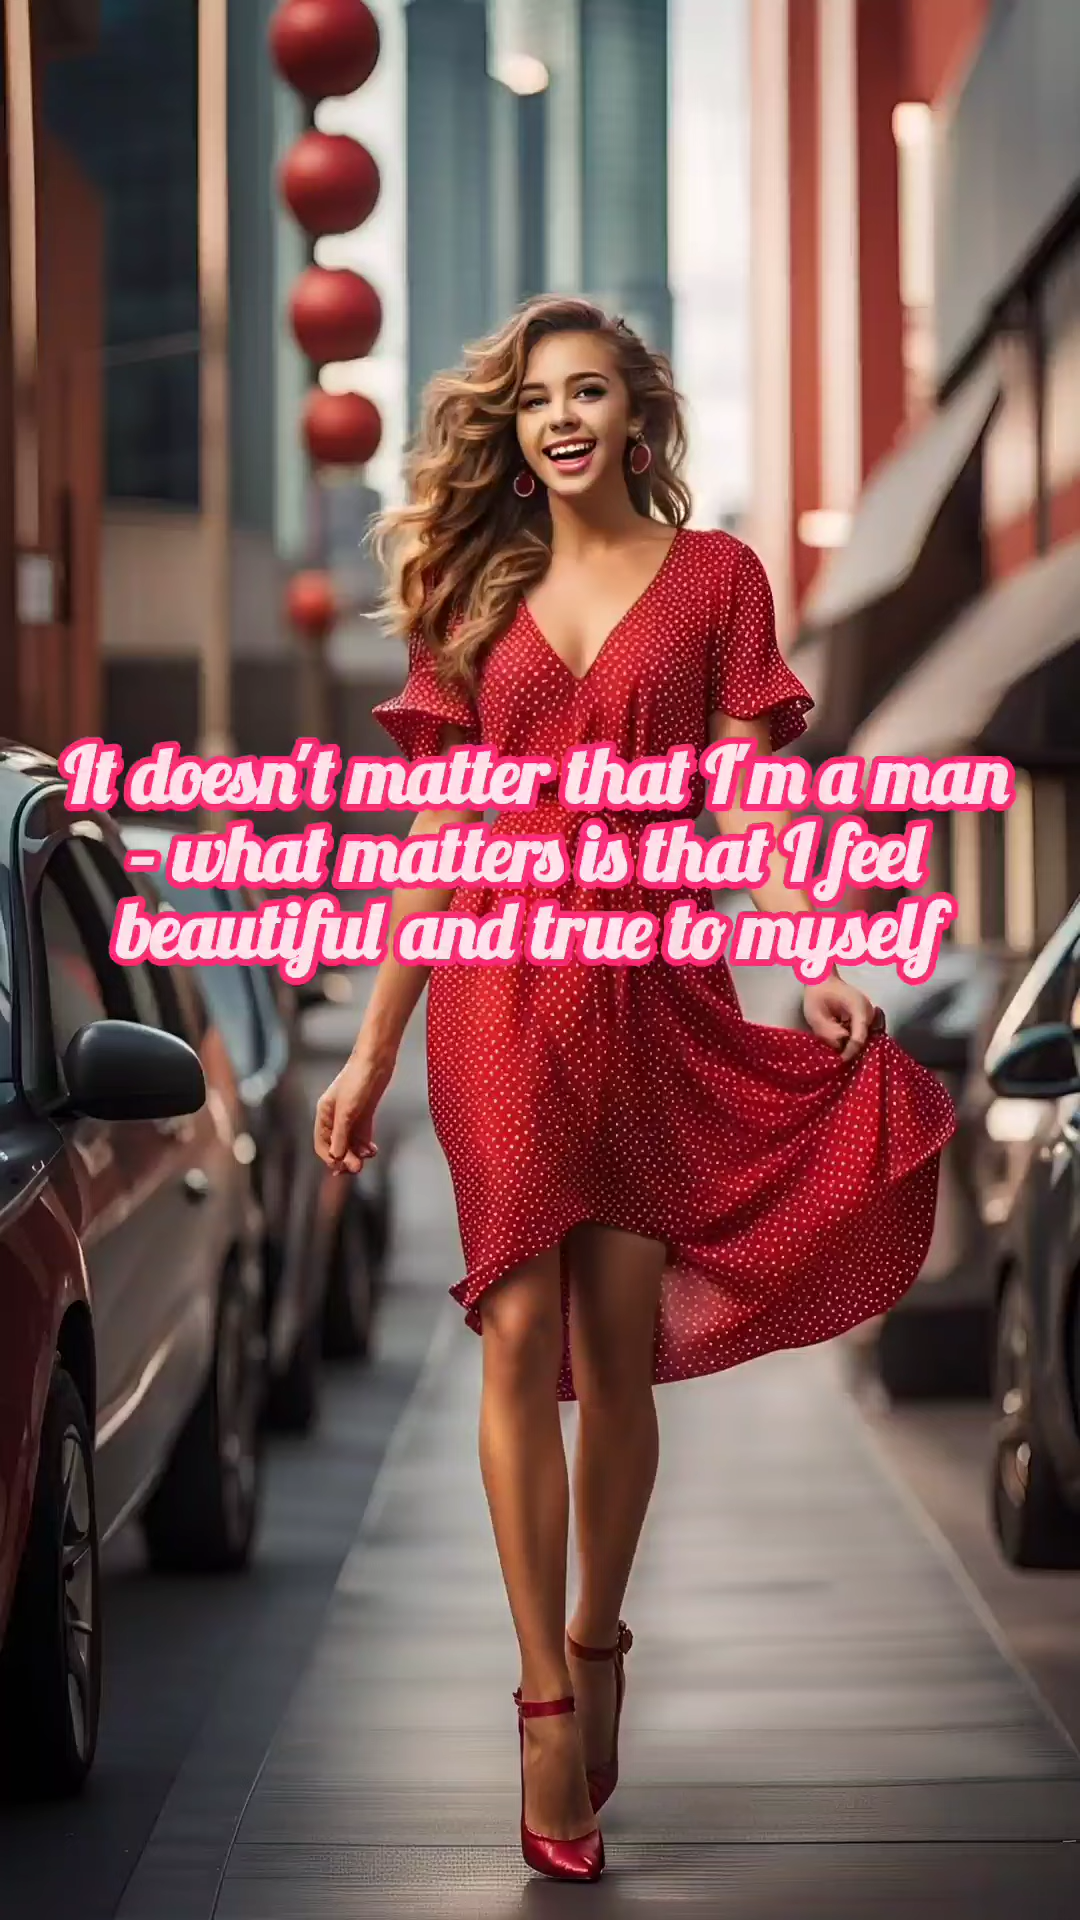 It doesn't matter that I'm a man
- what matters is that I feel
beautiful and true to myself